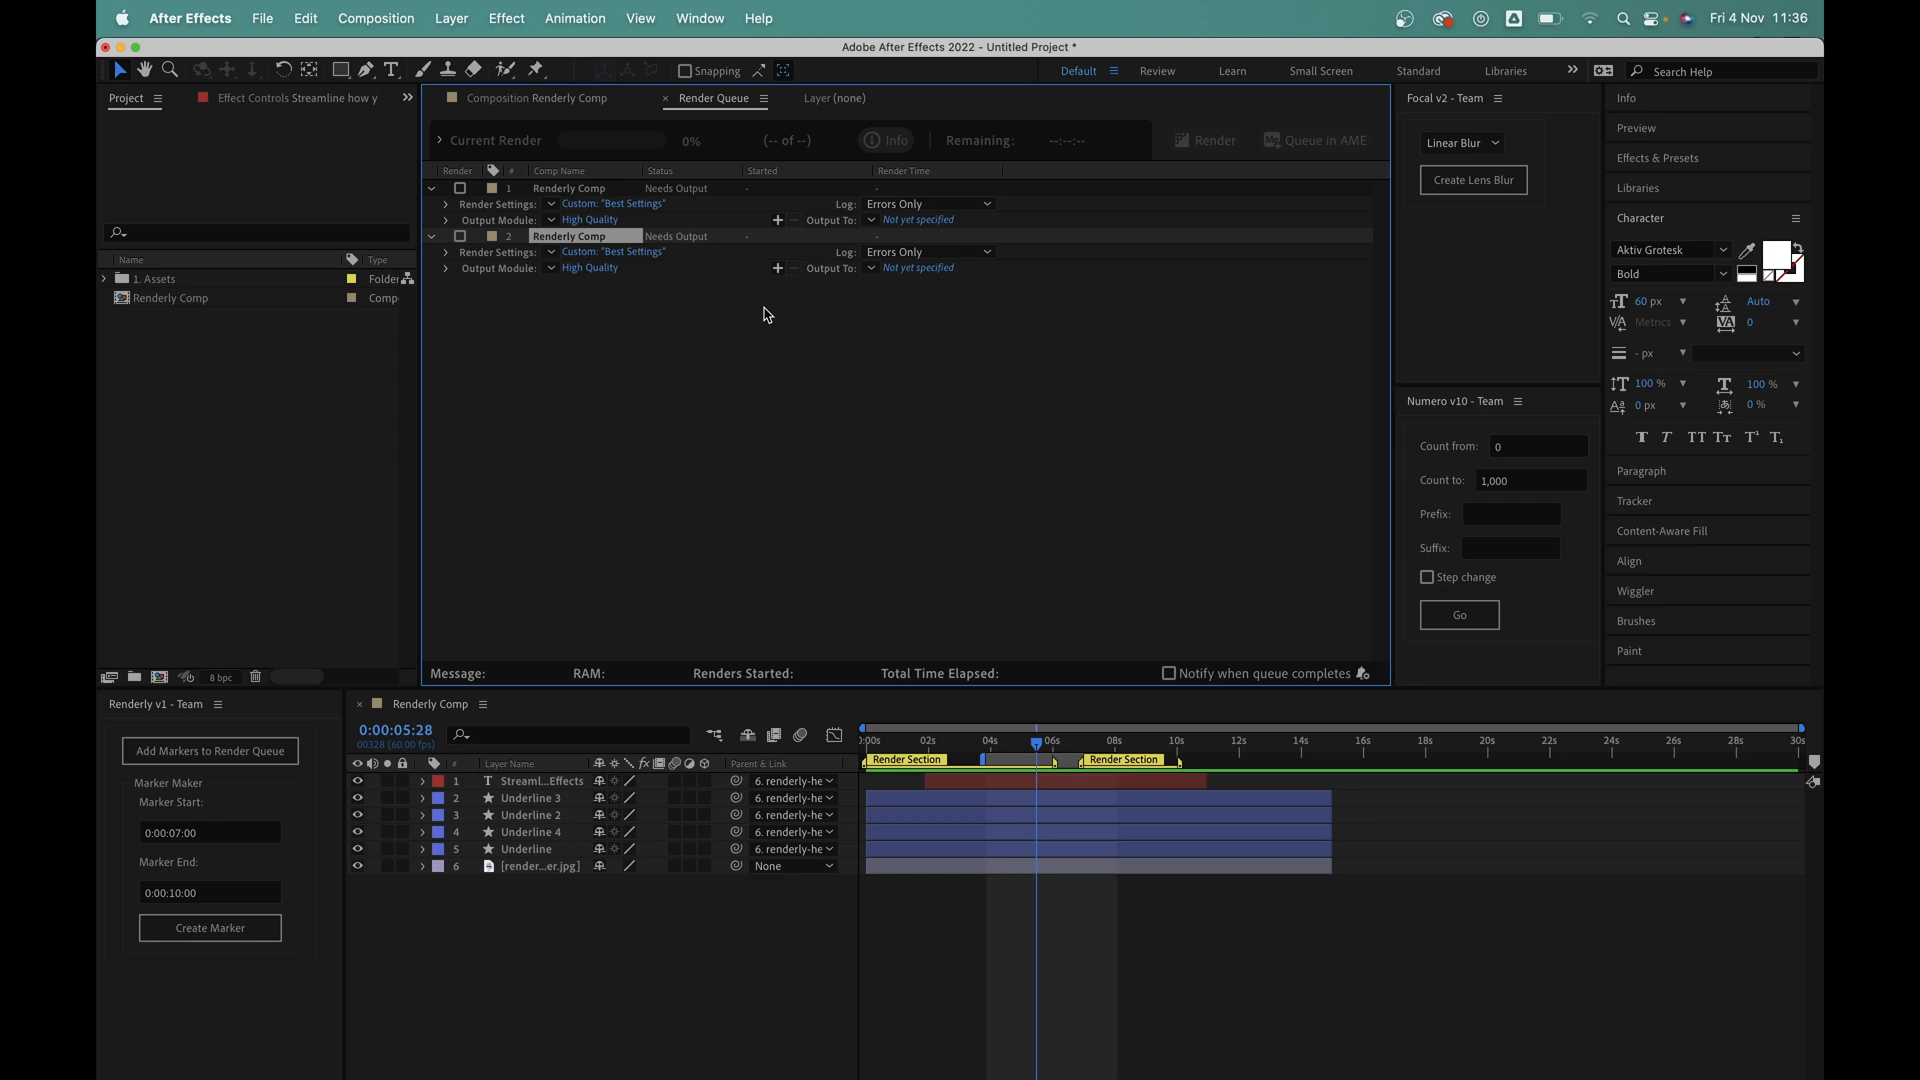 After Effects File Edit Composition Layer Effect Animation View Window Help Fri 4 Nov 11:36
Adobe After Effects 2022 - Untitled Project *
Snapping Default Review Learn Small Screen Standard Libraries Search Help
Project Effect Controls Streamline how y
Composition Renderly Comp × Render Queue Layer (none)
Current Render 0% (-- of --) Info Remaining: --:--:-- Render Queue in AME
Render # Comp Name Status Started Render Time
1 Renderly Comp Needs Output - -
Render Settings: Custom: "Best Settings" Log: Errors Only
Output Module: High Quality Output To: Not yet specified
2 Renderly Comp Needs Output - -
Render Settings: Custom: "Best Settings" Log: Errors Only
Output Module: High Quality Output To: Not yet specified
Name Type
1. Assets Folder
Renderly Comp Comp
8 bpc
Message: RAM: Renders Started: Total Time Elapsed: Notify when queue completes
Focal v2 - Team
Linear Blur
Create Lens Blur
Numero v10 - Team
Count from: 0
Count to: 1,000
Prefix:
Suffix:
Step change
Go
Info
Preview
Effects & Presets
Libraries
Character
Aktiv Grotesk
Bold
60 px Auto
Metrics 0
- px
100 % 100 %
0 px 0 %
Paragraph
Tracker
Content-Aware Fill
Align
Wiggler
Brushes
Paint
Renderly v1 - Team
Add Markers to Render Queue
Marker Maker
Marker Start:
0:00:07:00
Marker End:
0:00:10:00
Create Marker
× Renderly Comp
0:00:05:28
00328 (60.00 fps)
):00s 02s 04s 06s 08s 10s 12s 14s 16s 18s 20s 22s 24s 26s 28s 30s
# Layer Name Parent & Link
Render Section Render Section
1 Streaml...Effects 6. renderly-he
2 Underline 3 6. renderly-he
3 Underline 2 6. renderly-he
4 Underline 4 6. renderly-he
5 Underline 6. renderly-he
6 [render...er.jpg] None